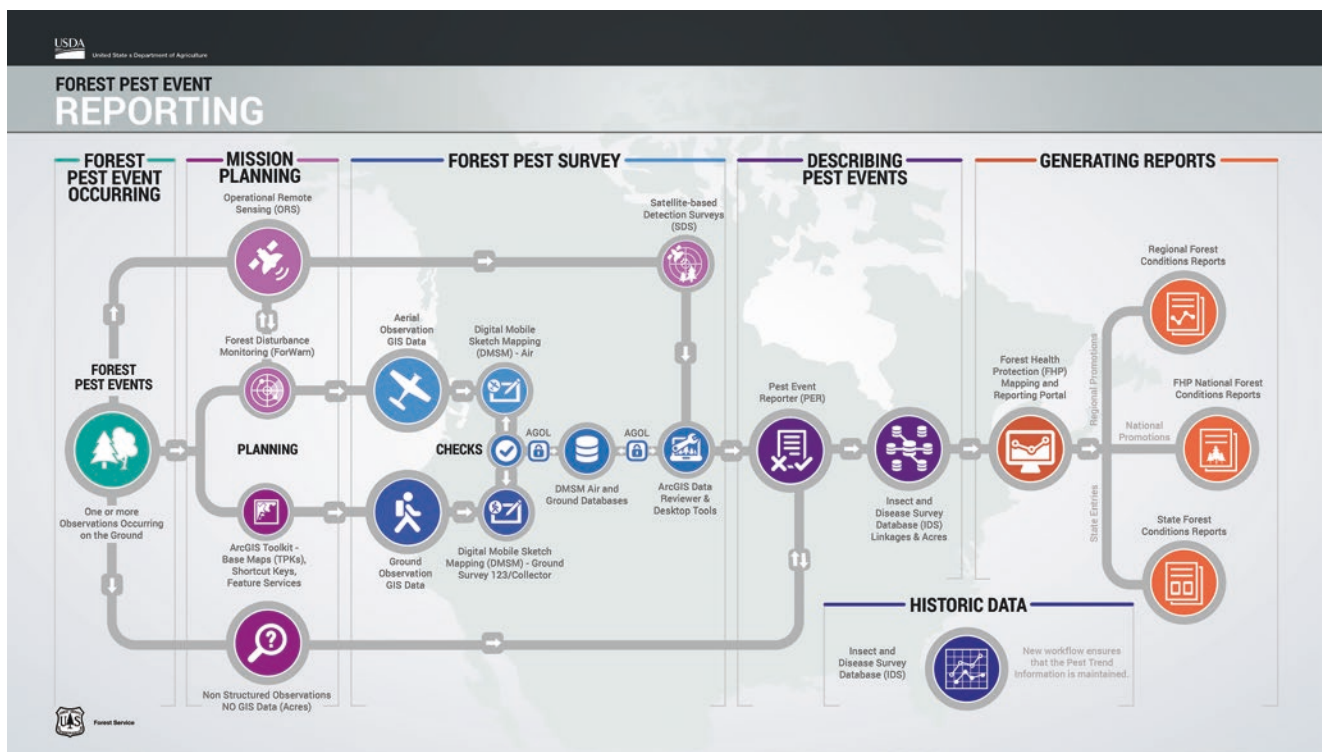 USDA
United States Department of Agriculture
FOREST PEST EVENT
REPORTING
FOREST
PEST EVENT
OCCURRING
MISSION
PLANNING
FOREST PEST SURVEY
DESCRIBING
PEST EVENTS
GENERATING REPORTS
Operational Remote
Sensing (ORS)
Satellite-based
Detection Surveys
(SDS)
Regional Forest
Conditions Reports
Aerial
Observation
GIS Data
Digital Mobile
Sketch Mapping
(DMSM) - Air
Forest Disturbance
Monitoring (ForWarn)
FOREST
PEST EVENTS
Pest Event
Reporter (PER)
Forest Health
Protection (FHP)
Mapping and
Reporting Portal
Regional Promotions
FHP National Forest
Conditions Reports
National
Promotions
PLANNING
CHECKS
AGOL
AGOL
DMSM Air and
Ground Databases
ArcGIS Data
Reviewer &
Desktop Tools
Insect and
Disease Survey
Database (IDS)
Linkages & Acres
State Entries
State Forest
Conditions Reports
One or more
Observations Occurring
on the Ground
ArcGIS Toolkit -
Base Maps (TPKs),
Shortcut Keys,
Feature Services
Ground
Observation
GIS Data
Digital Mobile Sketch
Mapping (DMSM) - Ground
Survey 123/Collector
HISTORIC DATA
Insect and
Disease Survey
Database (IDS)
New workflow ensures
that the Pest Trend
Information is maintained.
?
Non Structured Observations
NO GIS Data (Acres)
U S
Forest Service